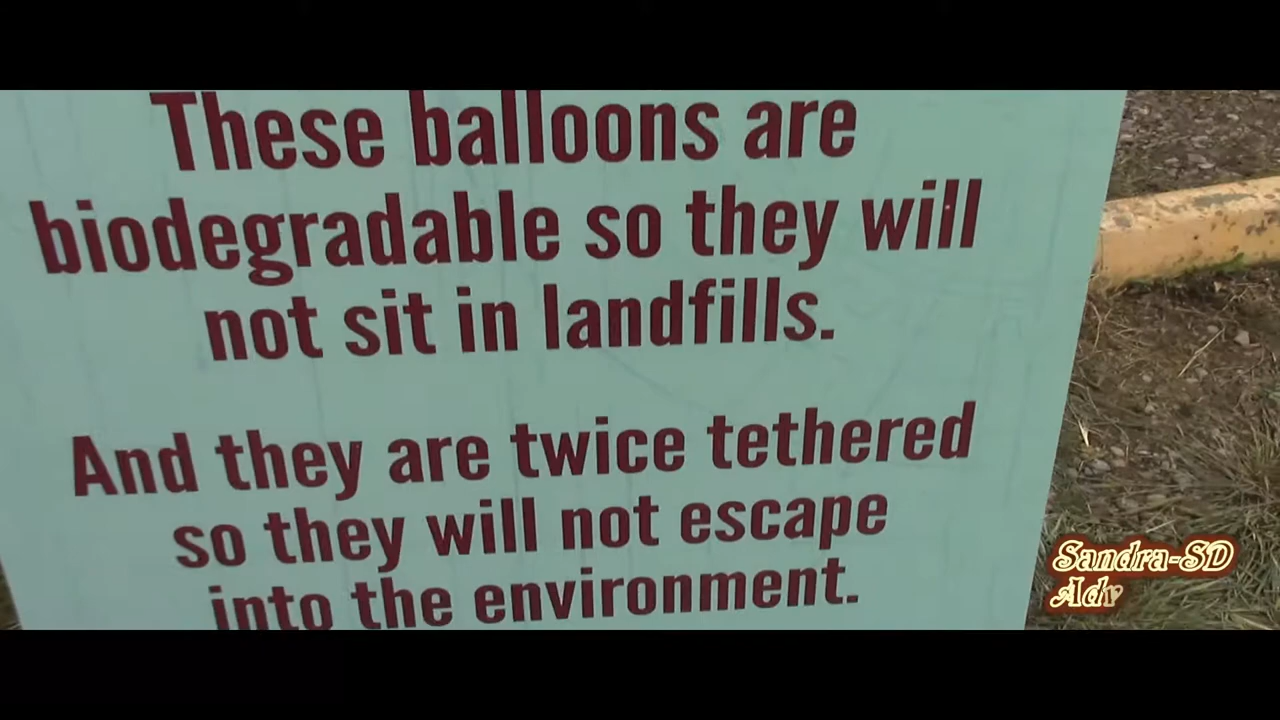 These balloons are
biodegradable so they will
not sit in landfills.
And they are twice tethered
so they will not escape
into the environment.
Sandra-SD
Adv